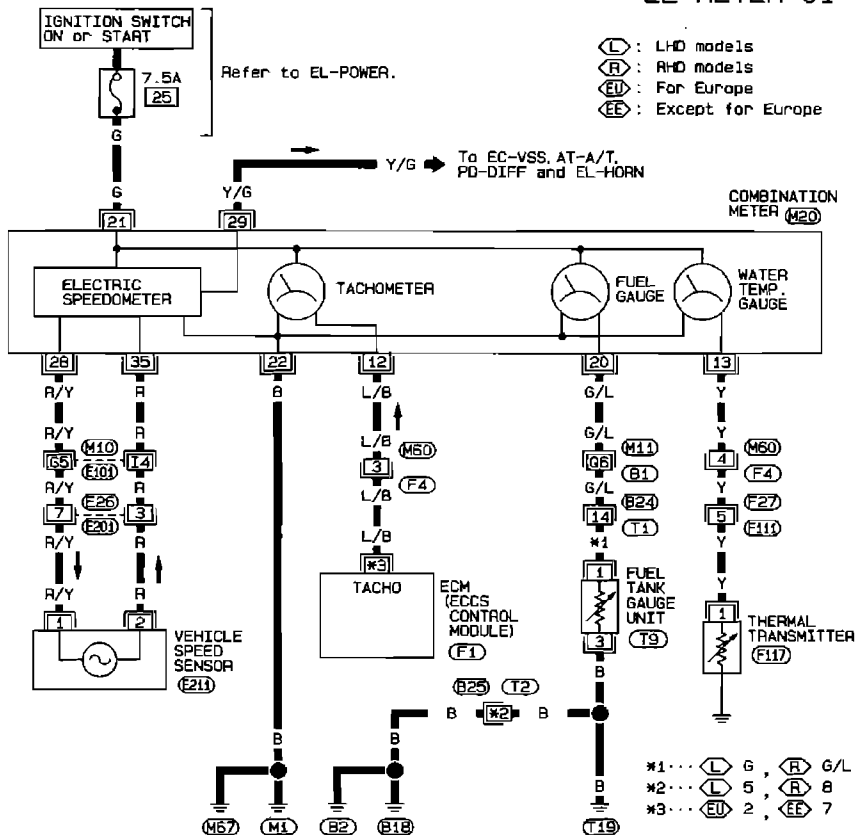 IGNITION SWITCH
ON or START
7.5A
25
Refer to EL-POWER.
L : LHD models
R : RHD models
EU : For Europe
EE : Except for Europe
G
G
Y/G
Y/G
To EC-VSS, AT-A/T,
PD-DIFF and EL-HORN
COMBINATION
METER M20
21
29
ELECTRIC
SPEEDOMETER
TACHOMETER
FUEL
GAUGE
WATER
TEMP.
GAUGE
28
35
22
12
20
13
R/Y
R
B
L/B
G/L
Y
R/Y
R
L/B
G/L
Y
G5
M10
E101
I4
3
M60
F4
Q6
M11
B1
4
M60
F4
R/Y
R
L/B
G/L
Y
7
E26
E201
3
14
B24
T1
5
E27
F111
R/Y
R
L/B
*1
Y
R/Y
R
*3
1
Y
1
2
TACHO
ECM
(ECCS
CONTROL
MODULE)
F1
FUEL
TANK
GAUGE
UNIT
T9
3
1
THERMAL
TRANSMITTER
F117
VEHICLE
SPEED
SENSOR
E211
B
B25
T2
B
*2
B
B
B
B
*1··· L G , R G/L
*2··· L 5 , R 8
*3··· EU 2 , EE 7
M67
M1
B2
B18
T19